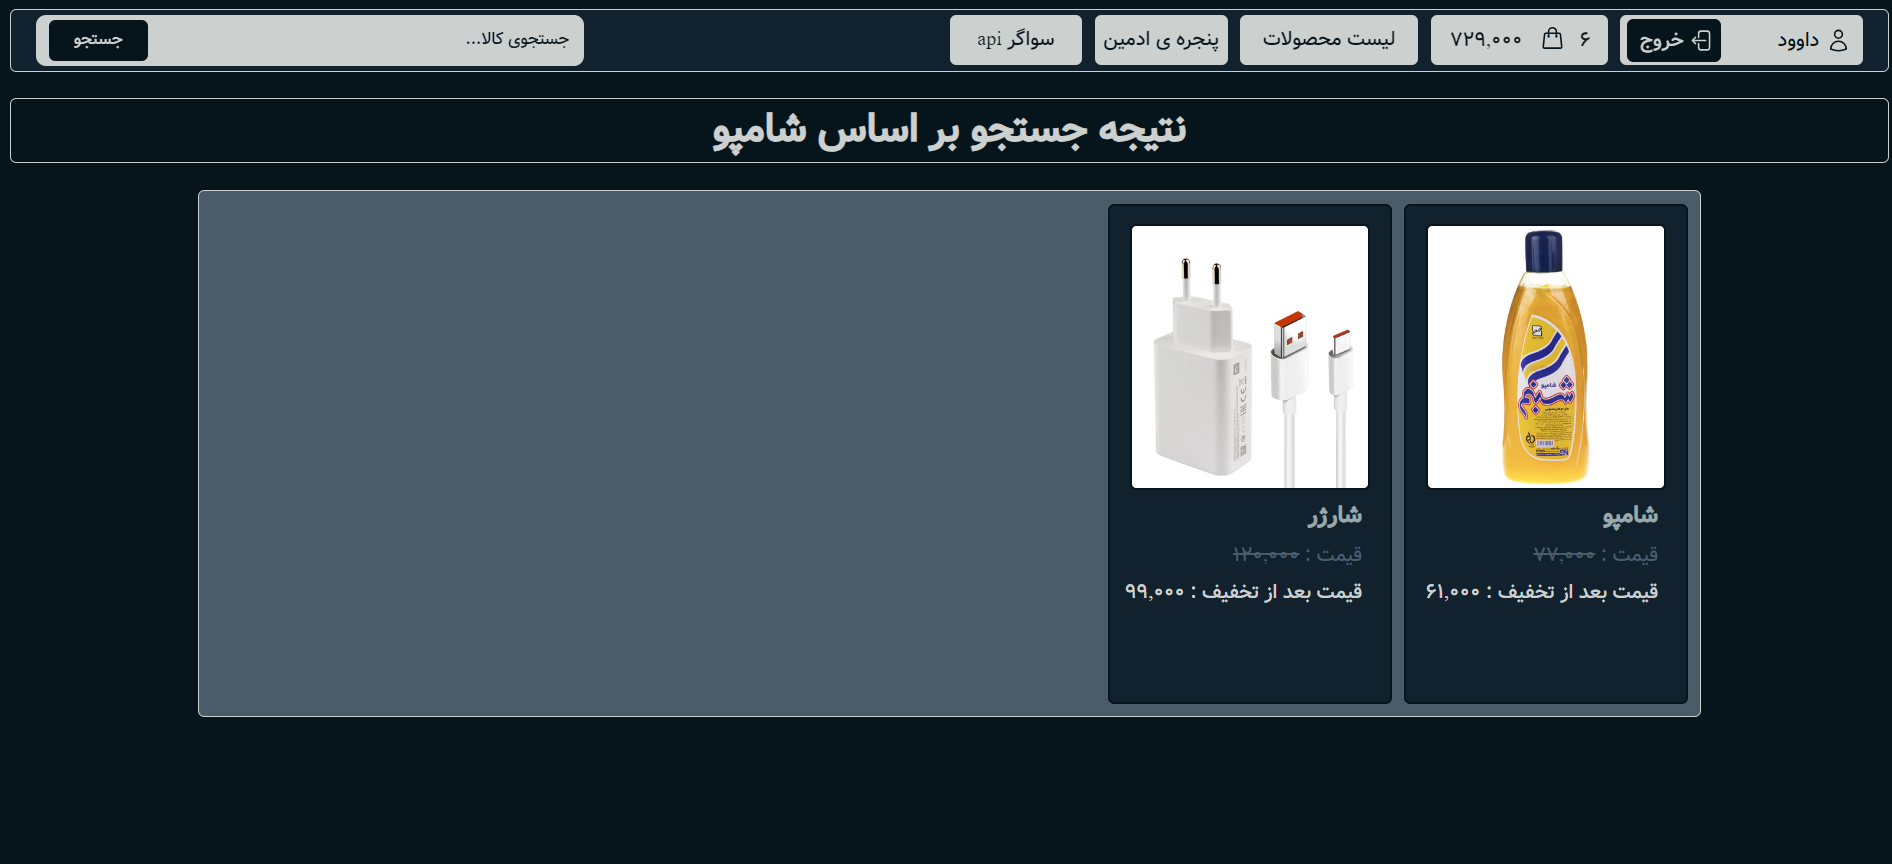 داوود
خروج
۶
۷۲۹,۰۰۰
لیست محصولات
پنجره ی ادمین
سواگر api
جستجوی کالا...
جستجو
نتیجه جستجو بر اساس شامپو
شامپو
شبنم
شامپو
قیمت : ۷۷,۰۰۰
قیمت بعد از تخفیف : ۶۱,۰۰۰
شارژر
قیمت : ۱۲۰,۰۰۰
قیمت بعد از تخفیف : ۹۹,۰۰۰